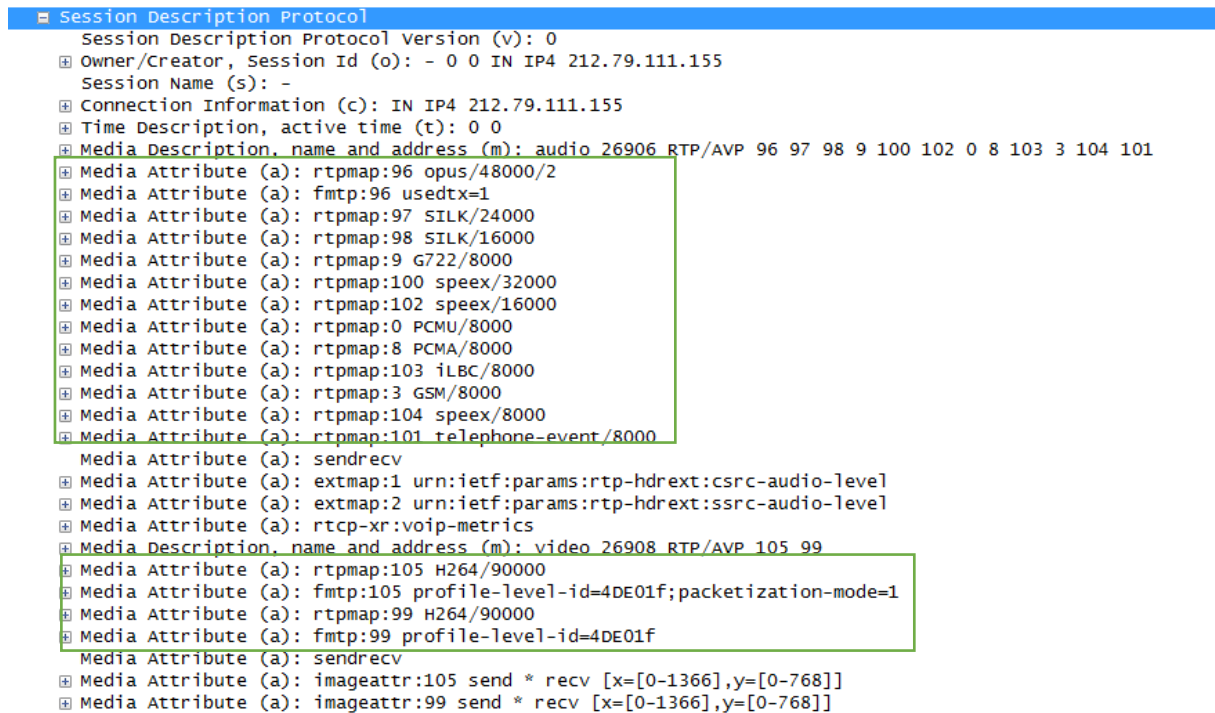 Session Description Protocol
Session Description Protocol Version (v): 0
Owner/Creator, Session Id (o): - 0 0 IN IP4 212.79.111.155
Session Name (s): -
Connection Information (c): IN IP4 212.79.111.155
Time Description, active time (t): 0 0
Media Description, name and address (m): audio 26906 RTP/AVP 96 97 98 9 100 102 0 8 103 3 104 101
Media Attribute (a): rtpmap:96 opus/48000/2
Media Attribute (a): fmtp:96 usedtx=1
Media Attribute (a): rtpmap:97 SILK/24000
Media Attribute (a): rtpmap:98 SILK/16000
Media Attribute (a): rtpmap:9 G722/8000
Media Attribute (a): rtpmap:100 speex/32000
Media Attribute (a): rtpmap:102 speex/16000
Media Attribute (a): rtpmap:0 PCMU/8000
Media Attribute (a): rtpmap:8 PCMA/8000
Media Attribute (a): rtpmap:103 iLBC/8000
Media Attribute (a): rtpmap:3 GSM/8000
Media Attribute (a): rtpmap:104 speex/8000
Media Attribute (a): rtpmap:101 telephone-event/8000
Media Attribute (a): sendrecv
Media Attribute (a): extmap:1 urn:ietf:params:rtp-hdrext:csrc-audio-level
Media Attribute (a): extmap:2 urn:ietf:params:rtp-hdrext:ssrc-audio-level
Media Attribute (a): rtcp-xr:voip-metrics
Media Description, name and address (m): video 26908 RTP/AVP 105 99
Media Attribute (a): rtpmap:105 H264/90000
Media Attribute (a): fmtp:105 profile-level-id=4DE01f;packetization-mode=1
Media Attribute (a): rtpmap:99 H264/90000
Media Attribute (a): fmtp:99 profile-level-id=4DE01f
Media Attribute (a): sendrecv
Media Attribute (a): imageattr:105 send * recv [x=[0-1366],y=[0-768]]
Media Attribute (a): imageattr:99 send * recv [x=[0-1366],y=[0-768]]